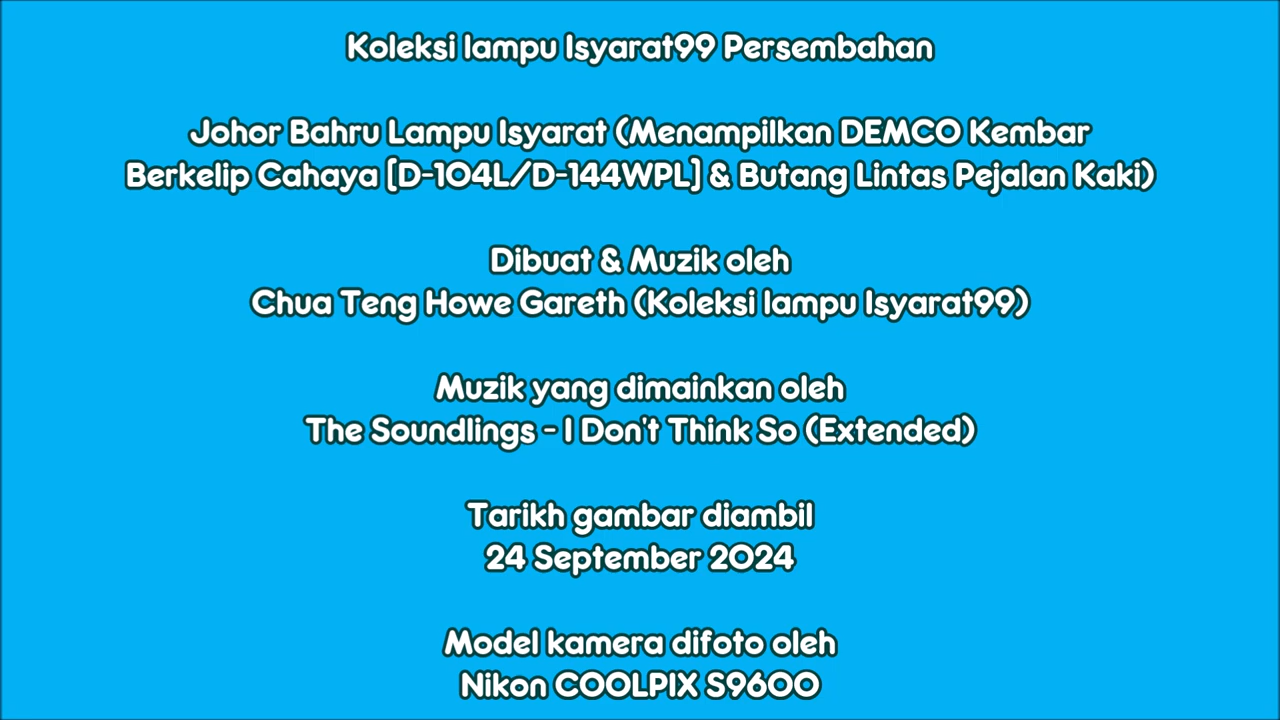 Koleksi lampu Isyarat99 Persembahan
Johor Bahru Lampu Isyarat (Menampilkan DEMCO Kembar
Berkelip Cahaya [D-104L/D-144WPL] & Butang Lintas Pejalan Kaki)
Dibuat & Muzik oleh
Chua Teng Howe Gareth (Koleksi lampu Isyarat99)
Muzik yang dimainkan oleh
The Soundlings - I Don't Think So (Extended)
Tarikh gambar diambil
24 September 2024
Model kamera difoto oleh
Nikon COOLPIX S9600